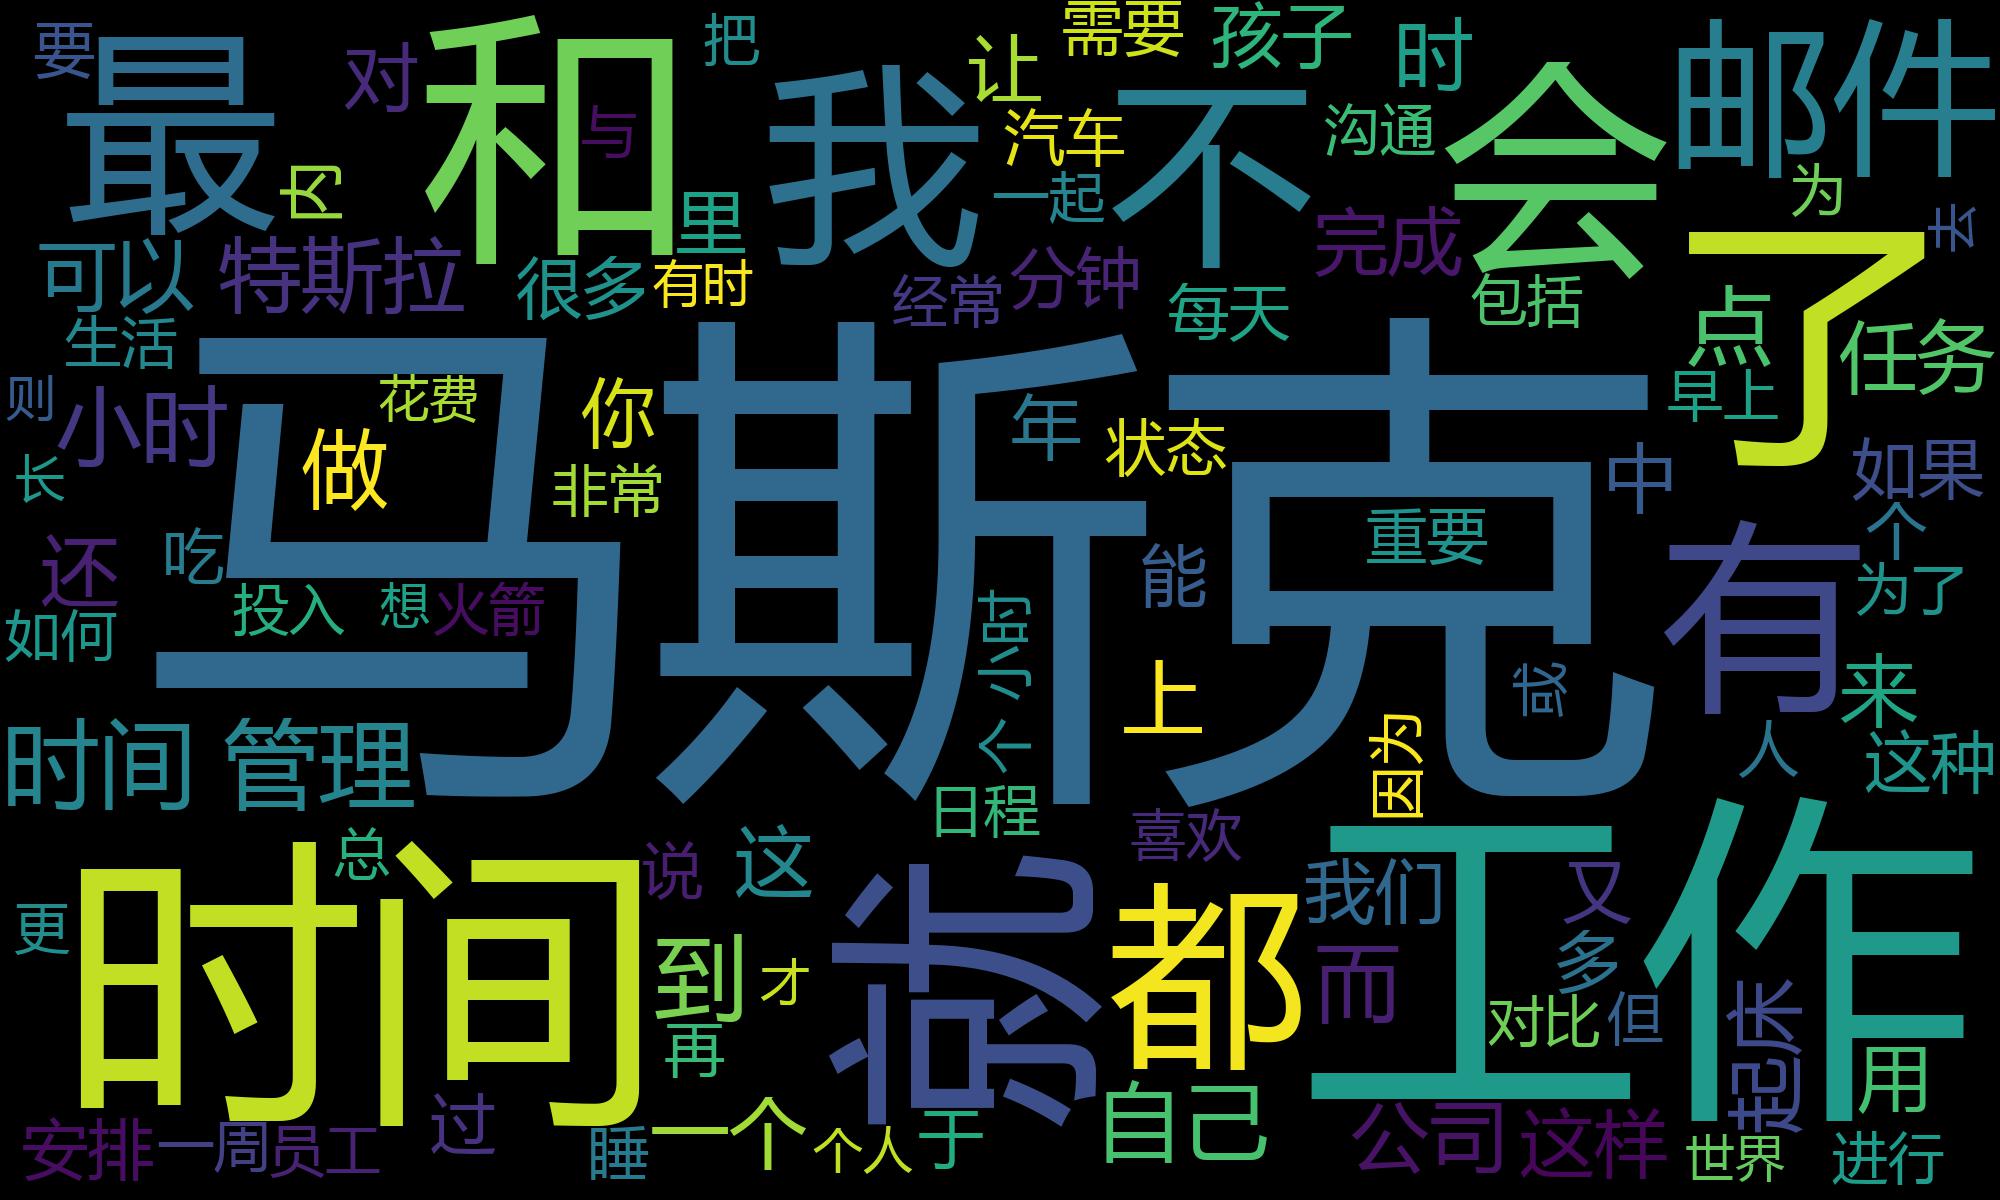 要
最
对
和
与
把
我
让
需要
孩子
时
汽车
沟通
不
会
邮件
内
里
一起
完成
为
去
可以
特斯拉
很多
有时
经常
分钟
每天
包括
了
点
任务
生活
则
小时
花费
你
马斯克
年
状态
早上
中
如果
长
做
非常
重要
个
还
吃
能
有
为了
如何
投入
想
火箭
个 小时
上
或
来
时间 管理
因为
人
这种
日程
喜欢
总
时间
说
这
就
都
我们
工作
又
更
到
才
而
多
再
对比
但
起床
用
安排
一周
员工
过
睡
一个
个人
于
自己
公司
这样
世界
进行